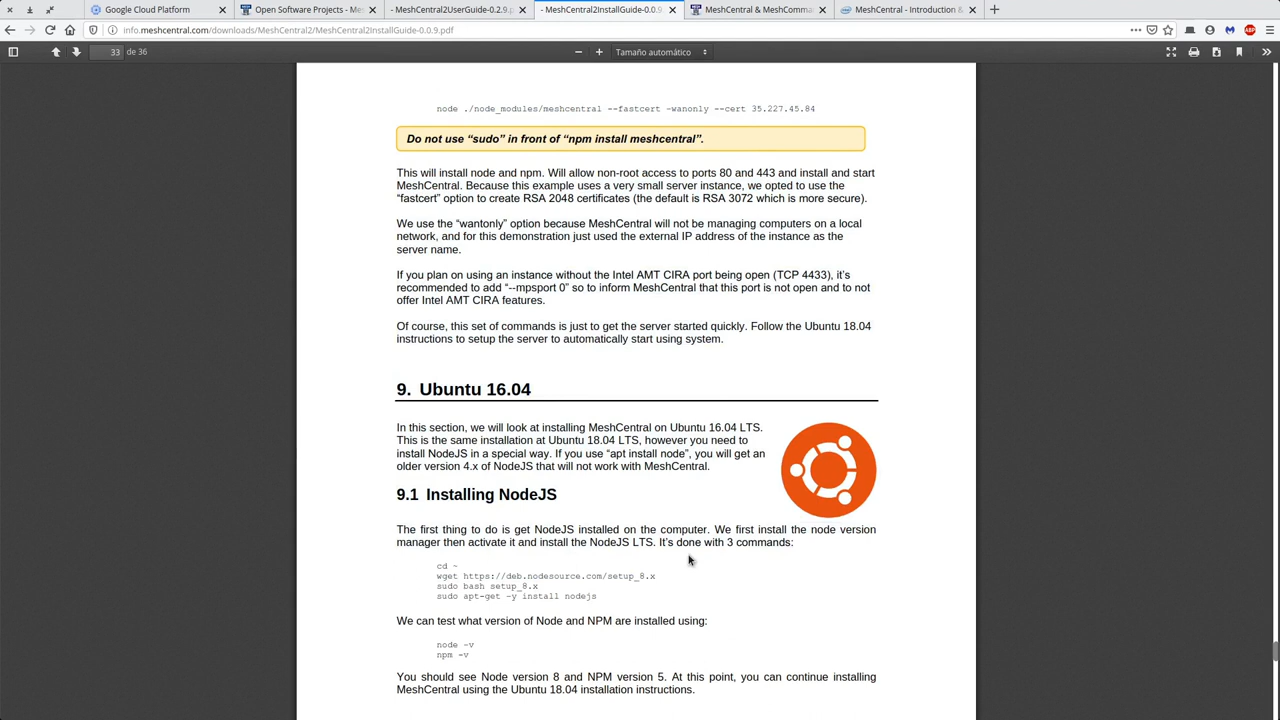 Google Cloud Platform
Open Software Projects - Me
- MeshCentral2UserGuide-0.2.9.p
- MeshCentral2InstallGuide-0.0.9.
MeshCentral & MeshComma
MeshCentral - Introduction &
info.meshcentral.com/downloads/MeshCentral2/MeshCentral2InstallGuide-0.0.9.pdf
33 de 36
Tamaño automático
node ./node_modules/meshcentral --fastcert -wanonly --cert 35.227.45.84
Do not use “sudo” in front of “npm install meshcentral”.
This will install node and npm. Will allow non-root access to ports 80 and 443 and install and start
MeshCentral. Because this example uses a very small server instance, we opted to use the
“fastcert” option to create RSA 2048 certificates (the default is RSA 3072 which is more secure).
We use the “wantonly” option because MeshCentral will not be managing computers on a local
network, and for this demonstration just used the external IP address of the instance as the
server name.
If you plan on using an instance without the Intel AMT CIRA port being open (TCP 4433), it’s
recommended to add “--mpsport 0” so to inform MeshCentral that this port is not open and to not
offer Intel AMT CIRA features.
Of course, this set of commands is just to get the server started quickly. Follow the Ubuntu 18.04
instructions to setup the server to automatically start using system.
9. Ubuntu 16.04
In this section, we will look at installing MeshCentral on Ubuntu 16.04 LTS.
This is the same installation at Ubuntu 18.04 LTS, however you need to
install NodeJS in a special way. If you use “apt install node”, you will get an
older version 4.x of NodeJS that will not work with MeshCentral.
9.1 Installing NodeJS
The first thing to do is get NodeJS installed on the computer. We first install the node version
manager then activate it and install the NodeJS LTS. It’s done with 3 commands:
cd ~
wget https://deb.nodesource.com/setup_8.x
sudo bash setup_8.x
sudo apt-get -y install nodejs
We can test what version of Node and NPM are installed using:
node -v
npm -v
You should see Node version 8 and NPM version 5. At this point, you can continue installing
MeshCentral using the Ubuntu 18.04 installation instructions.